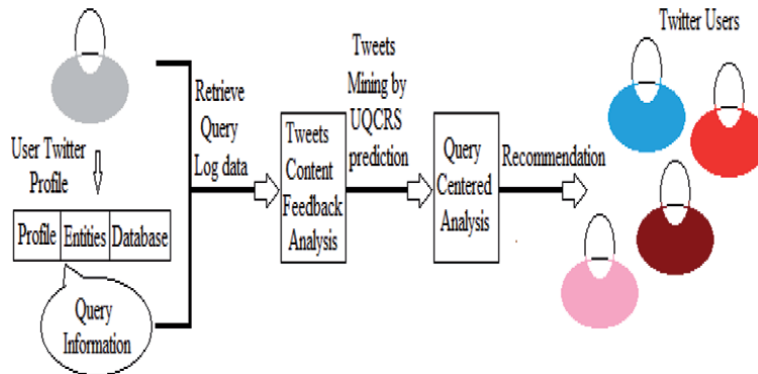 User Twitter
Profile
Profile Entities Database
Query
Information
Retrieve
Query
Log data
Tweets
Content
Feedback
Analysis
Tweets
Mining by
UQCRS
prediction
Query
Centered
Analysis
Recommendation
Twitter Users